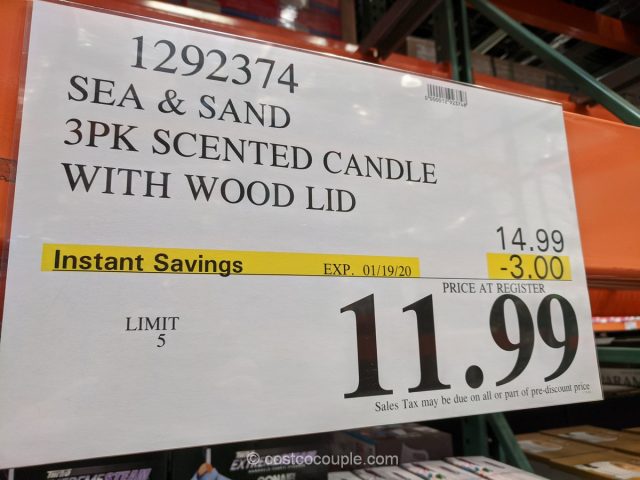 1292374
SEA & SAND
3PK SCENTED CANDLE
WITH WOOD LID
14.99
Instant Savings EXP. 01/19/20 -3.00
PRICE AT REGISTER
LIMIT
5
11.99
Sales Tax may be due on all or part of pre-discount price
© costcocouple.com